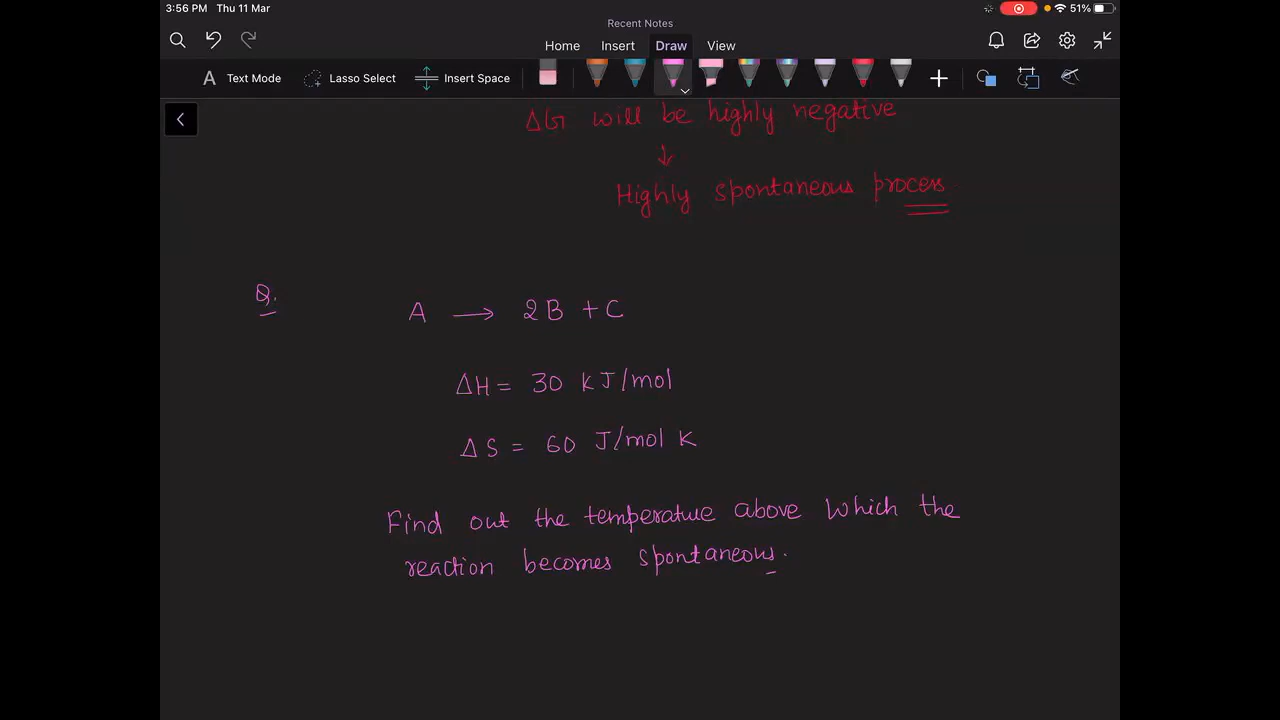 3:56 PM Thu 11 Mar
51%
Recent Notes
Home Insert Draw View
Text Mode Lasso Select Insert Space
ΔG will be highly negative
↓
Highly spontaneous process
Q. A → 2B + C
ΔH = 30 kJ/mol
ΔS = 60 J/mol K
Find out the temperature above which the
reaction becomes spontaneous.